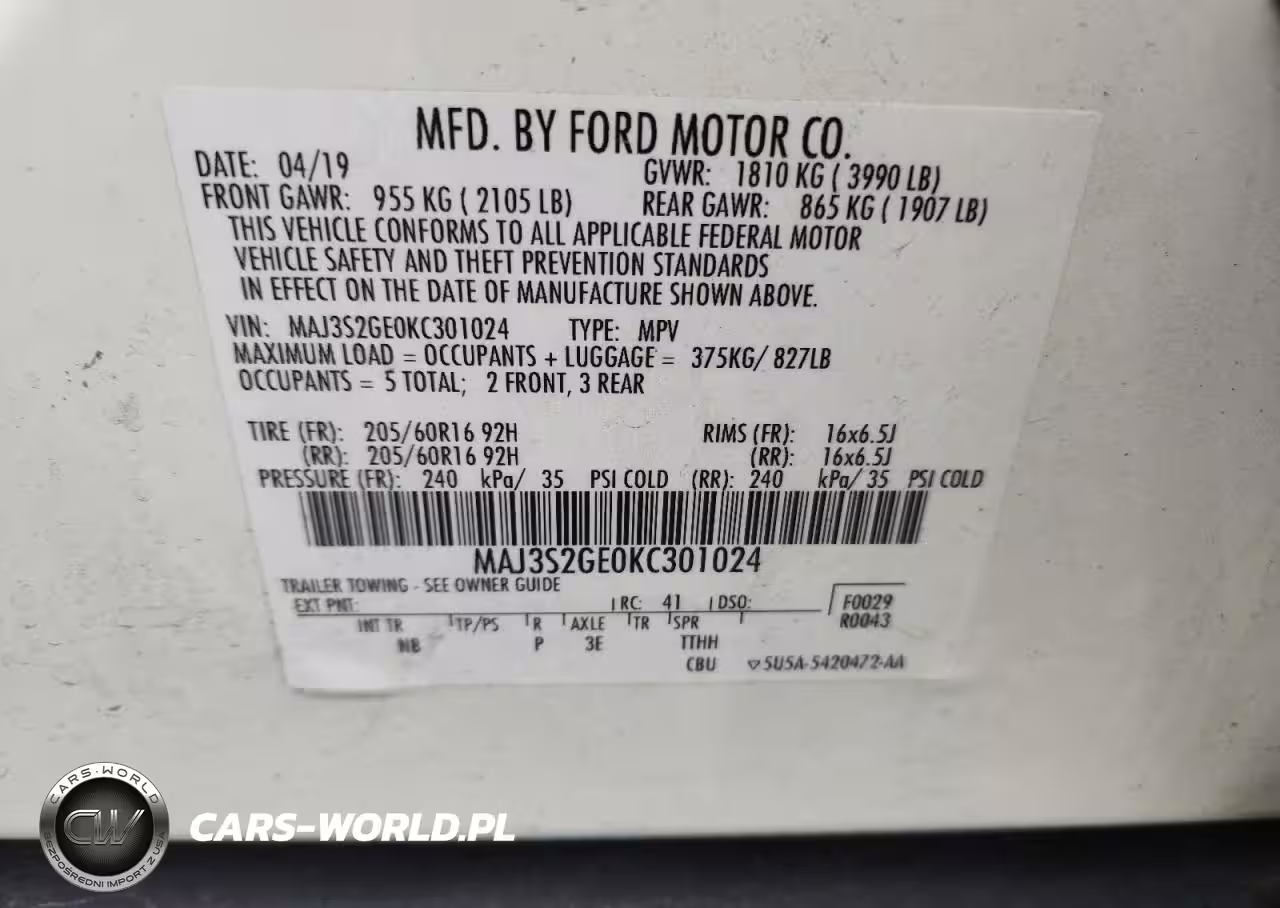 MFD. BY FORD MOTOR CO.
DATE: 04/19 GVWR: 1810 KG ( 3990 LB)
FRONT GAWR: 955 KG ( 2105 LB) REAR GAWR: 865 KG ( 1907 LB)
THIS VEHICLE CONFORMS TO ALL APPLICABLE FEDERAL MOTOR
VEHICLE SAFETY AND THEFT PREVENTION STANDARDS
IN EFFECT ON THE DATE OF MANUFACTURE SHOWN ABOVE.
VIN: MAJ3S2GE0KC301024 TYPE: MPV
MAXIMUM LOAD = OCCUPANTS + LUGGAGE = 375KG/ 827LB
OCCUPANTS = 5 TOTAL; 2 FRONT, 3 REAR
TIRE (FR): 205/60R16 92H RIMS (FR): 16x6.5J
(RR): 205/60R16 92H (RR): 16x6.5J
PRESSURE (FR): 240 kPa/ 35 PSI COLD (RR): 240 kPa/ 35 PSI COLD
MAJ3S2GE0KC301024
TRAILER TOWING - SEE OWNER GUIDE
EXT PNT: RC: 41 DSO: F0029
R0043
INT TR TP/PS R AXLE TR SPR
NB P 3E TTHH
CBU 5U5A-5420472-AA
CARS-WORLD
CW
BEZPOŚREDNI IMPORT Z USA
CARS-WORLD.PL